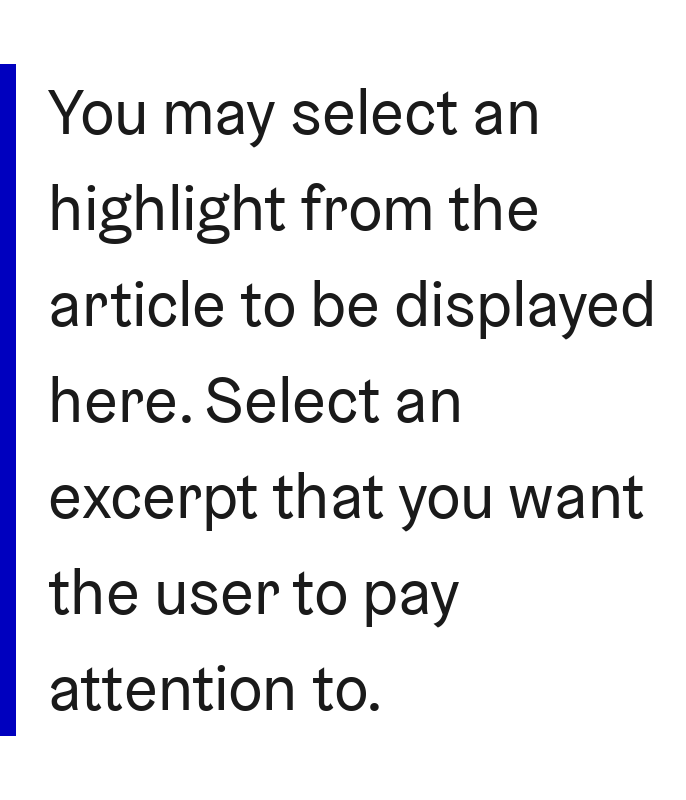 You may select an
highlight from the
article to be displayed
here. Select an
excerpt that you want
the user to pay
attention to.